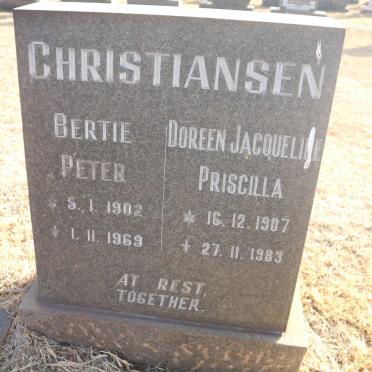 CHRISTIANSEN
BERTIE
PETER
* 5. 1. 1902
+ 1. 11. 1969
DOREEN JACQUELINE
PRISCILLA
* 16. 12. 1907
+ 27. 11. 1983
AT REST,
TOGETHER.